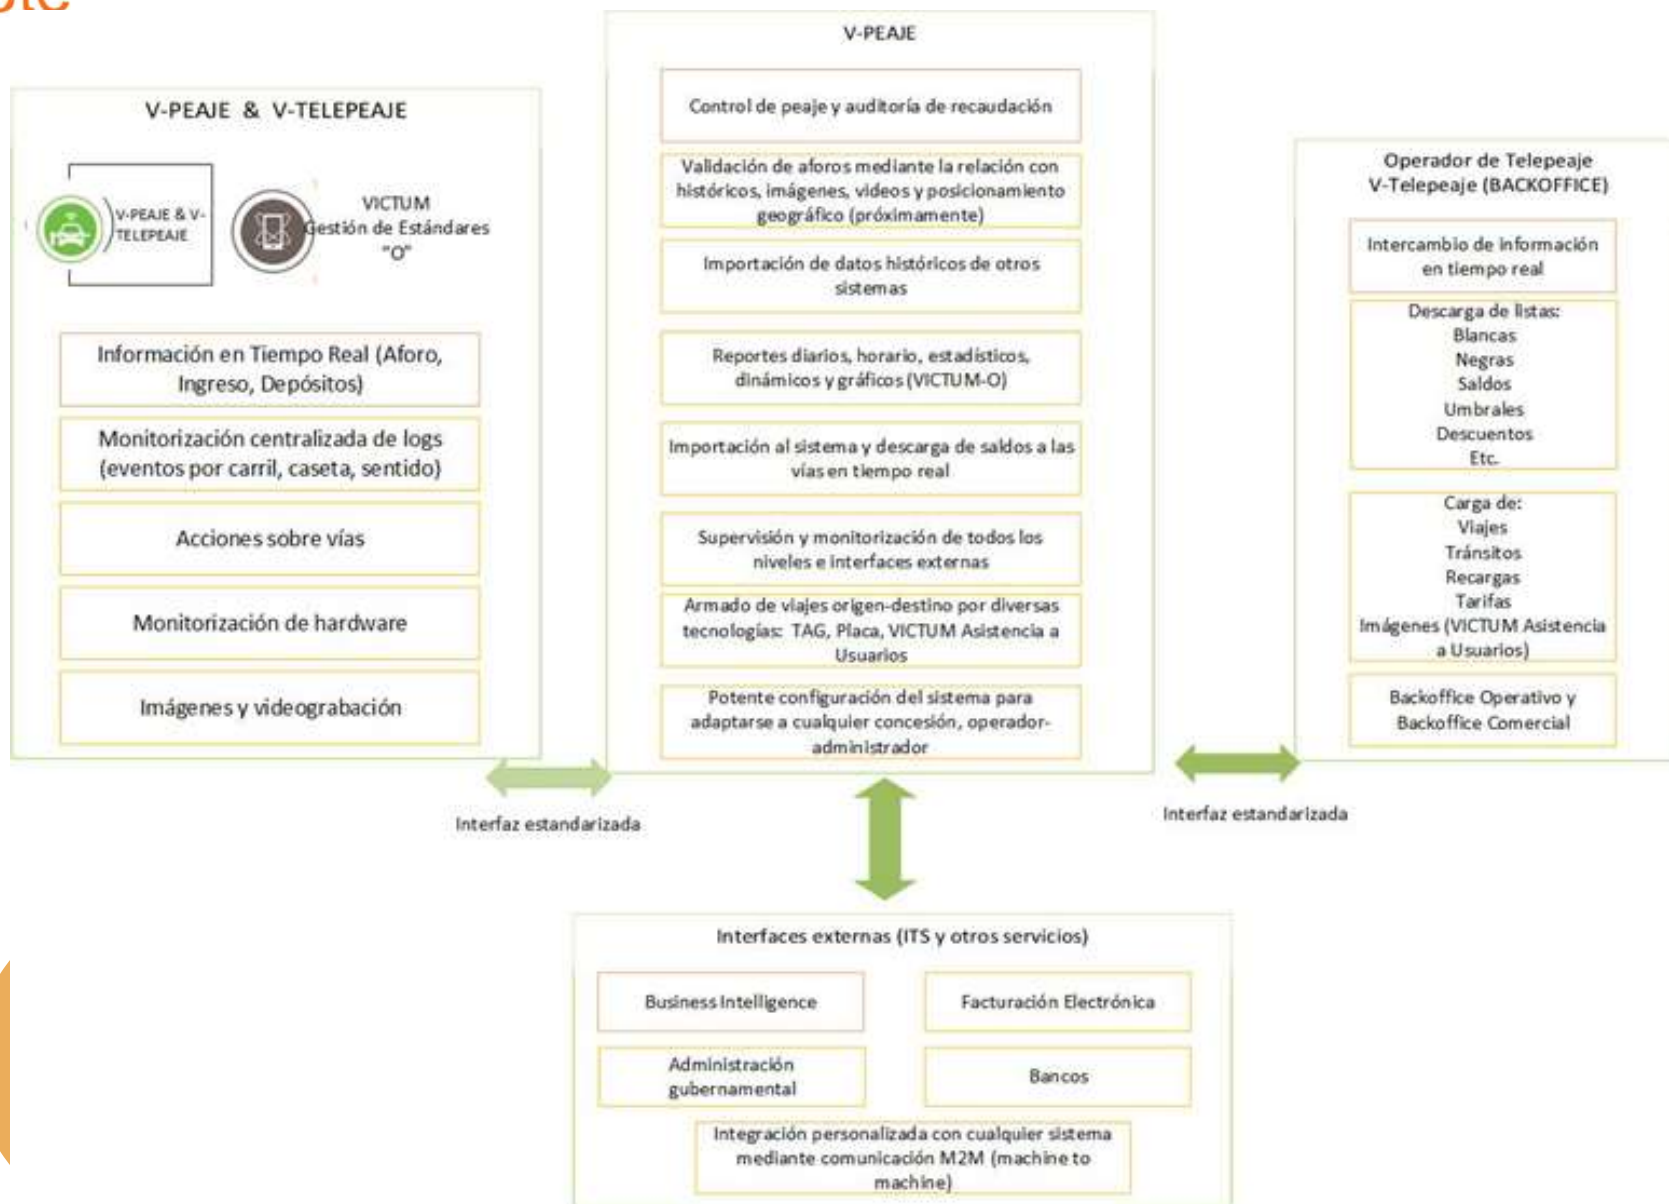 V-PEAJE & V-TELEPEAJE
V-PEAJE & V-
TELEPEAJE
VICTUM
Gestión de Estándares
"O"
Información en Tiempo Real (Aforo,
Ingreso, Depósitos)
Monitorización centralizada de logs
(eventos por carril, caseta, sentido)
Acciones sobre vías
Monitorización de hardware
Imágenes y videograbación
Interfaz estandarizada
V-PEAJE
Control de peaje y auditoría de recaudación
Validación de aforos mediante la relación con
históricos, imágenes, videos y posicionamiento
geográfico (próximamente)
Importación de datos históricos de otros
sistemas
Reportes diarios, horario, estadísticos,
dinámicos y gráficos (VICTUM-O)
Importación al sistema y descarga de saldos a las
vías en tiempo real
Supervisión y monitorización de todos los
niveles e interfaces externas
Armado de viajes origen-destino por diversas
tecnologías: TAG, Placa, VICTUM Asistencia a
Usuarios
Potente configuración del sistema para
adaptarse a cualquier concesión, operador-
administrador
Operador de Telepeaje
V-Telepeaje (BACKOFFICE)
Intercambio de información
en tiempo real
Descarga de listas:
Blancas
Negras
Saldos
Umbrales
Descuentos
Etc.
Carga de:
Viajes
Tránsitos
Recargas
Tarifas
Imágenes (VICTUM Asistencia
a Usuarios)
Backoffice Operativo y
Backoffice Comercial
Interfaz estandarizada
Interfaces externas (ITS y otros servicios)
Business Intelligence
Facturación Electrónica
Administración
gubernamental
Bancos
Integración personalizada con cualquier sistema
mediante comunicación M2M (machine to
machine)